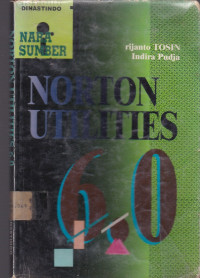 DINASTINDO
NARA
SUMBER
rijanto TOSIN
Indira Pudja
NORTON
UTILITIES
6.0